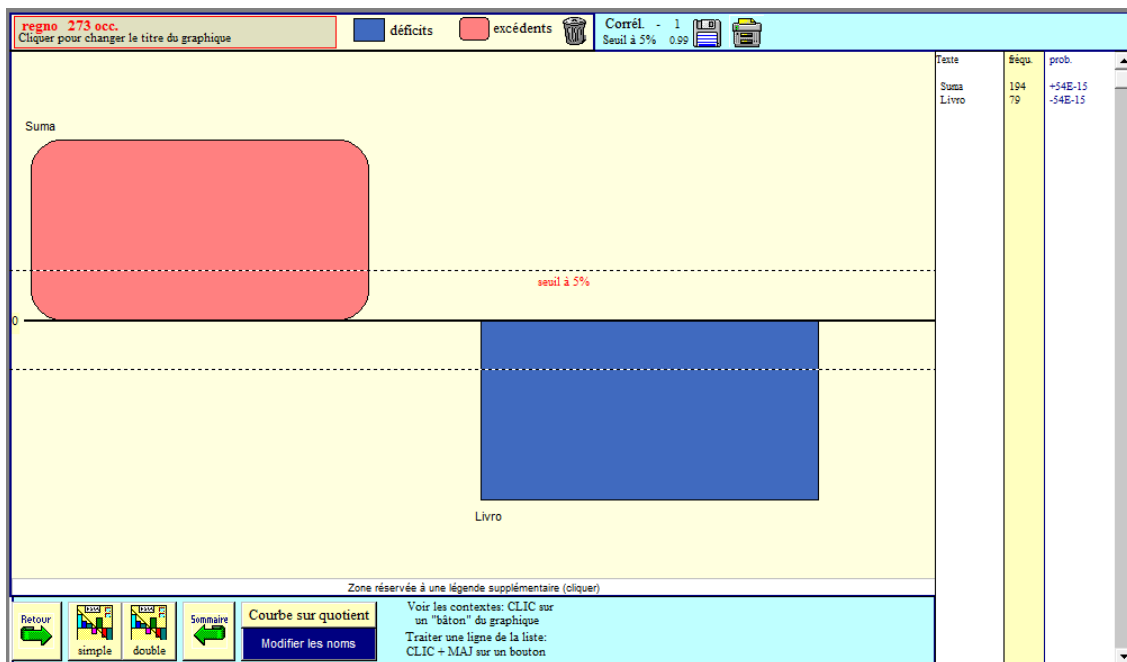 regno 273 occ.
Cliquer pour changer le titre du graphique
déficits
excédents
Corrél. - 1
Seuil à 5% 0.99
Texte fréqu. prob.
Suma 194 +54E-15
Livro 79 -54E-15
Suma
seuil à 5%
0
Livro
Zone réservée à une légende supplémentaire (cliquer)
Retour
simple
double
Sommaire
Courbe sur quotient
Modifier les noms
Voir les contextes: CLIC sur
un "bâton" du graphique
Traiter une ligne de la liste:
CLIC + MAJ sur un bouton